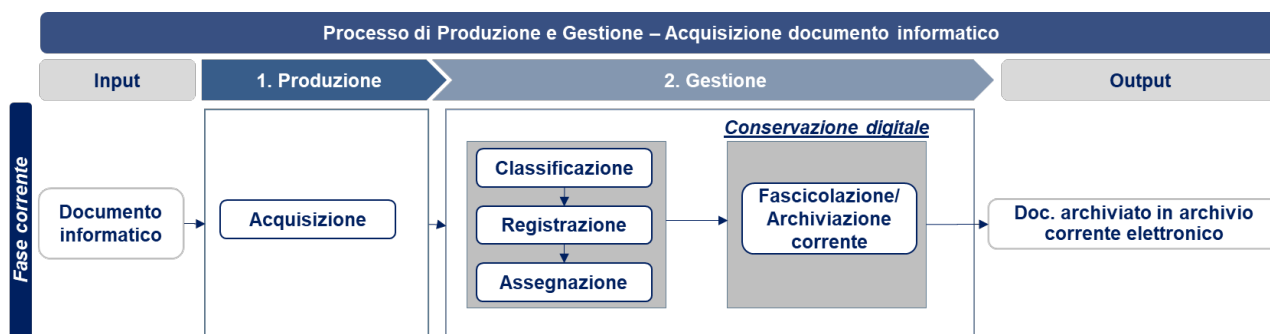 Processo di Produzione e Gestione – Acquisizione documento informatico
Input
1. Produzione
2. Gestione
Output
Fase corrente
Documento
informatico
Acquisizione
Classificazione
Registrazione
Assegnazione
Conservazione digitale
Fascicolazione/
Archiviazione
corrente
Doc. archiviato in archivio
corrente elettronico